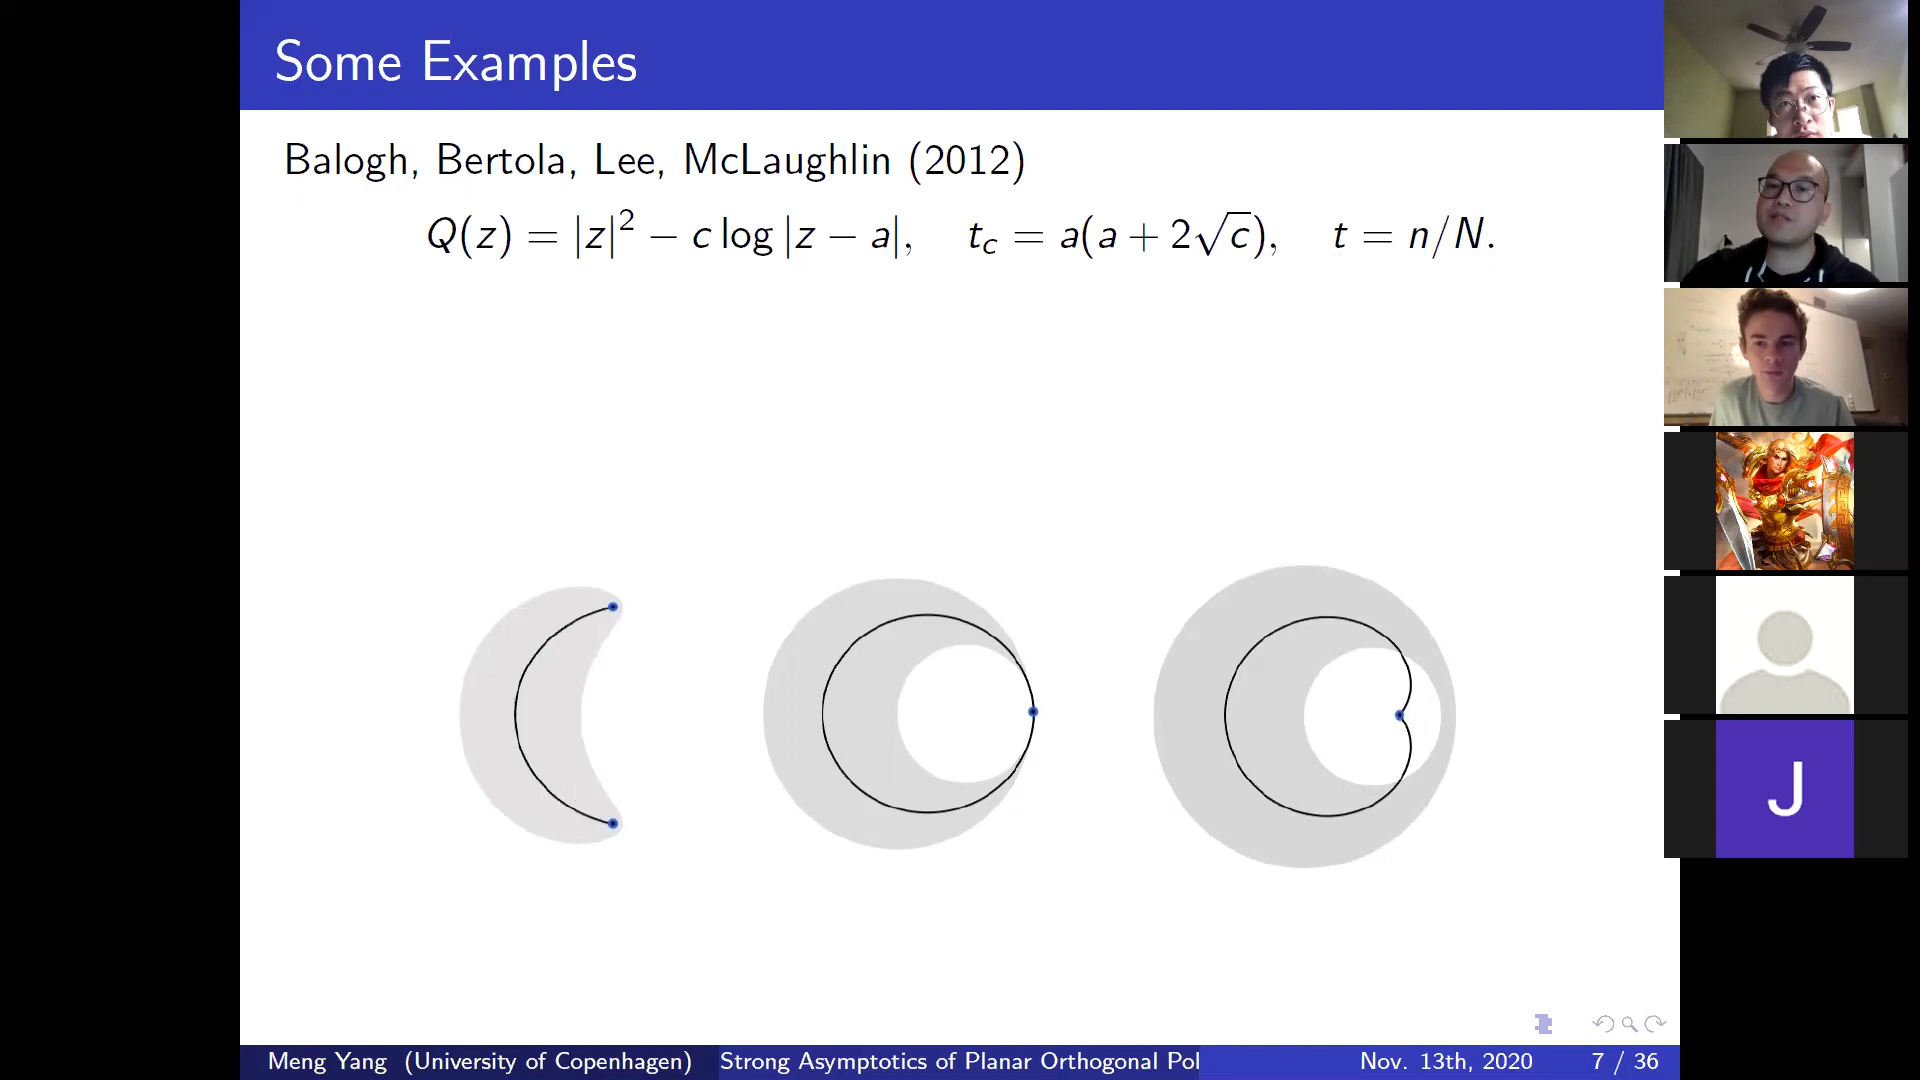 Some Examples
Balogh, Bertola, Lee, McLaughlin (2012)
Q(z) = |z|² − c log |z − a|, t_c = a(a + 2√c), t = n/N.
J
Meng Yang (University of Copenhagen) Strong Asymptotics of Planar Orthogonal Pol Nov. 13th, 2020 7 / 36